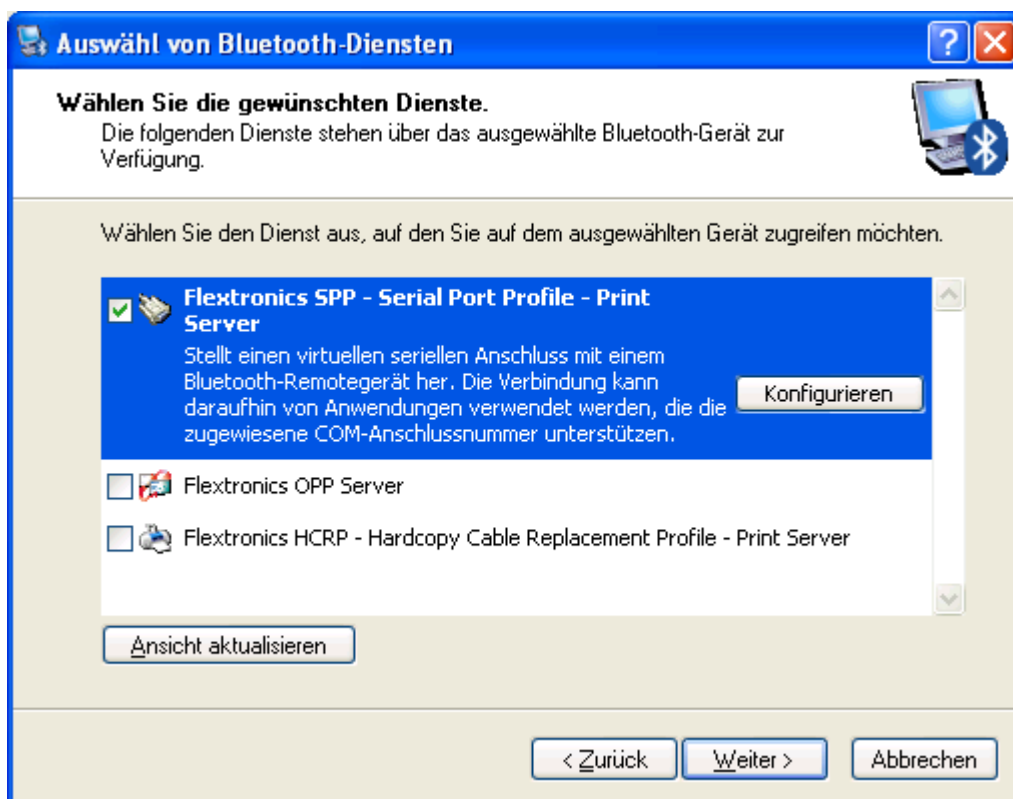 Auswähl von Bluetooth-Diensten
Wählen Sie die gewünschten Dienste.
Die folgenden Dienste stehen über das ausgewählte Bluetooth-Gerät zur
Verfügung.
Wählen Sie den Dienst aus, auf den Sie auf dem ausgewählten Gerät zugreifen möchten.
Flextronics SPP - Serial Port Profile - Print
Server
Stellt einen virtuellen seriellen Anschluss mit einem
Bluetooth-Remotegerät her. Die Verbindung kann
daraufhin von Anwendungen verwendet werden, die die
zugewiesene COM-Anschlussnummer unterstützen.
Konfigurieren
Flextronics OPP Server
Flextronics HCRP - Hardcopy Cable Replacement Profile - Print Server
Ansicht aktualisieren
< Zurück
Weiter >
Abbrechen